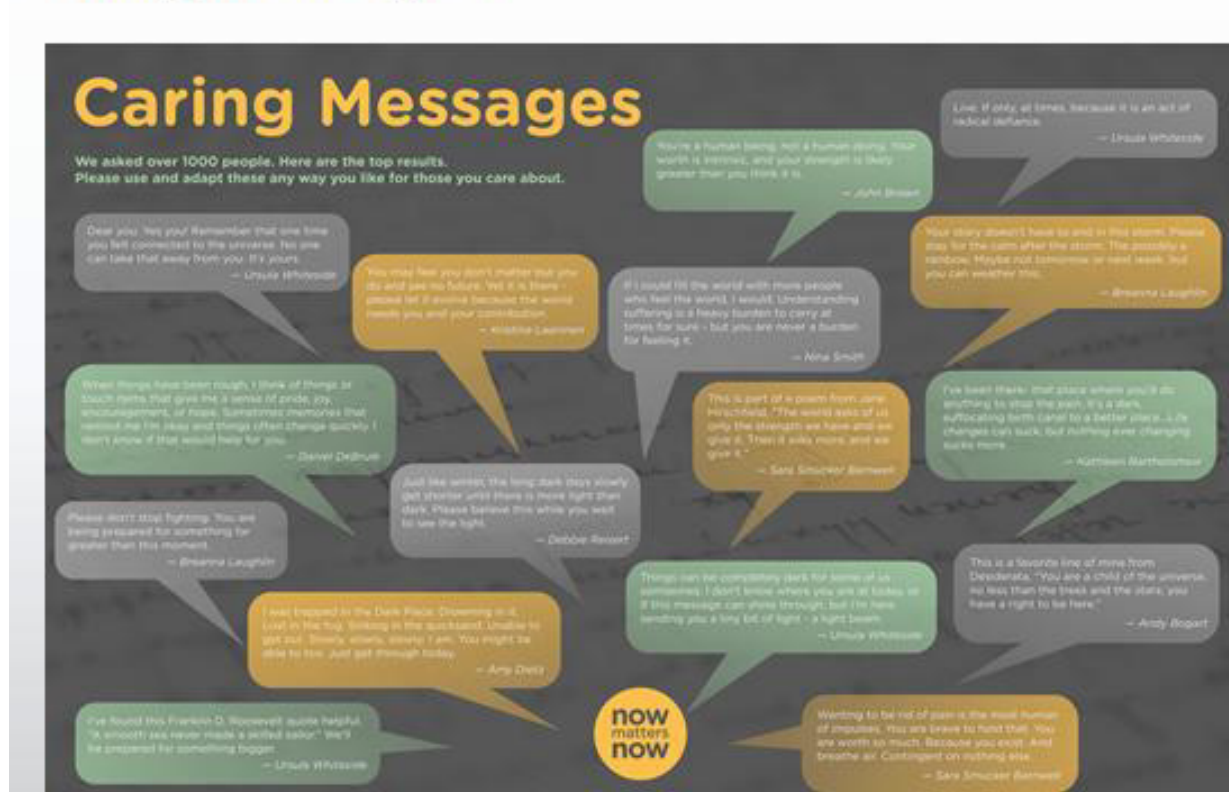 Caring Messages
We asked over 1000 people. Here are the top results.
Please use and adapt these any way you like for those you care about.
Live. If only, at times, because it is an act of
radical defiance.
— Ursula Whiteside
You're a human being, not a human doing. Your
worth is intrinsic, and your strength is likely
greater than you think it is.
— John Brown
Dear you. Yes you! Remember that one time
you felt connected to the universe. No one
can take that away from you. It's yours.
— Ursula Whiteside
Your story doesn't have to end in this storm. Please
stay for the calm after the storm. The possibly a
rainbow. Maybe not tomorrow or next week, but
you can weather this.
— Breanna Laughlin
You may feel you don't matter but you
do and see no future. Yet it is there -
please let it evolve because the world
needs you and your contribution.
— Kristina
If I could fill the world with more people
who feel the world, I would. Understanding
suffering is a heavy burden to carry at
times for sure - but you are never a burden
for feeling it.
— Nina Smith
When things have been rough, I think of things or
touch items that give me a sense of pride, joy,
encouragement, or hope. Sometimes memories that
remind me I'm okay and things often change quickly. I
don't know if that would help for you.
— Daniel DeBrule
This is part of a poem from Jane
Hirschfield, "The world asks of us
only the strength we have and we
give it. Then it asks more, and we
give it."
— Sara Smucker Barnwell
I've been there: that place where you'd do
anything to stop the pain. It's a dark,
suffocating birth canal to a better place...Life
changes can suck, but nothing ever changing
sucks more.
— Kathleen Bartholomew
Just like winter, the long dark days slowly
get shorter until there is more light than
dark. Please believe this while you wait
to see the light.
— Debbie Reisert
Please don't stop fighting. You are
being prepared for something far
greater than this moment.
— Breanna Laughlin
This is a favorite line of mine from
Desiderata, "You are a child of the universe,
no less than the trees and the stars; you
have a right to be here."
— Andy Bogart
Things can be completely dark for some of us
sometimes. I don't know where you are at today, or
if this message can shine through, but I'm here
sending you a tiny bit of light - a light beam.
— Ursula Whiteside
I was trapped in the Dark Place. Drowning in it.
Lost in the fog. Sinking in the quicksand. Unable to
get out. Slowly, slowly, slowly I am. You might be
able to too. Just get through today.
— Amy Dietz
I've found this Franklin D. Roosevelt quote helpful.
"A smooth sea never made a skilled sailor." We'll
be prepared for something bigger.
— Ursula Whiteside
now
matters
now
Wanting to be rid of pain is the most human
of impulses. You are brave to hold that. You
are worth so much. Because you exist. And
breathe air. Contingent on nothing else.
— Sara Smucker Barnwell